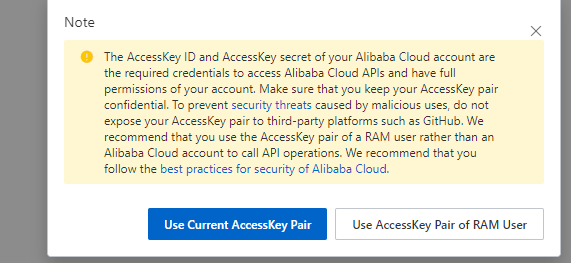 Note
The AccessKey ID and AccessKey secret of your Alibaba Cloud account are
the required credentials to access Alibaba Cloud APIs and have full
permissions of your account. Make sure that you keep your AccessKey pair
confidential. To prevent security threats caused by malicious uses, do not
expose your AccessKey pair to third-party platforms such as GitHub. We
recommend that you use the AccessKey pair of a RAM user rather than an
Alibaba Cloud account to call API operations. We recommend that you
follow the best practices for security of Alibaba Cloud.
Use Current AccessKey Pair
Use AccessKey Pair of RAM User